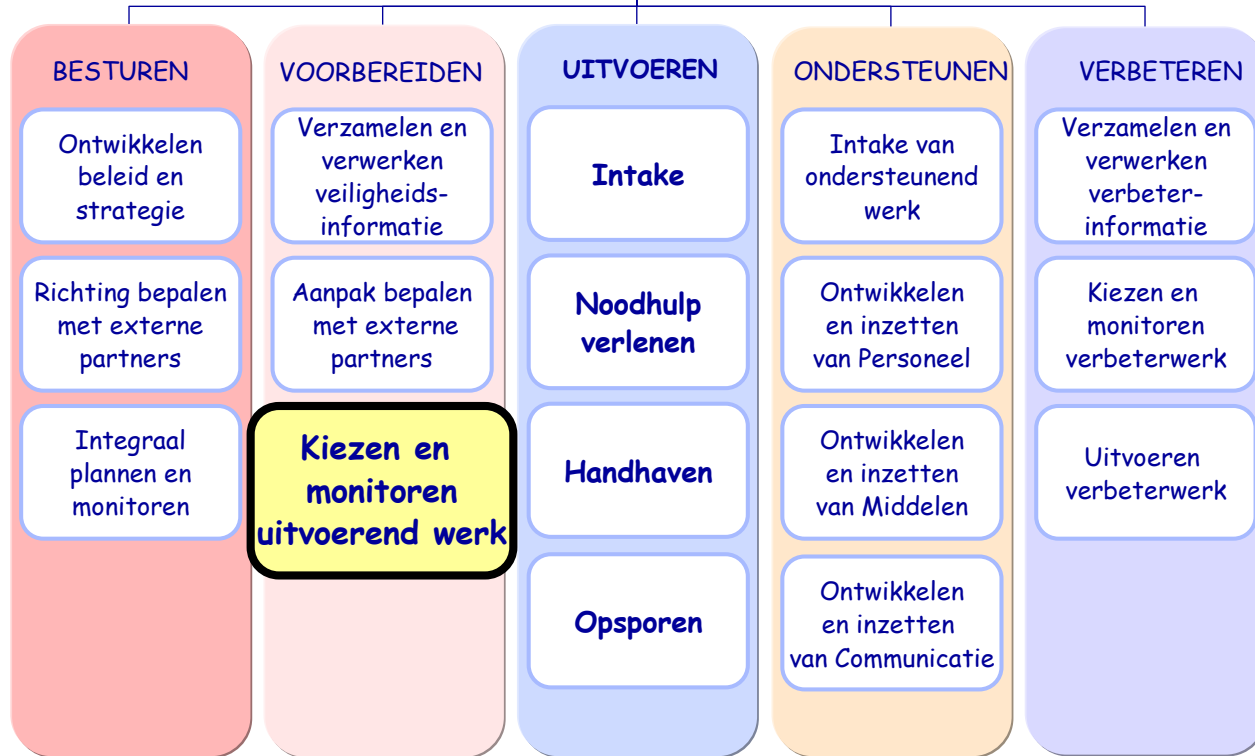 BESTUREN
Ontwikkelen
beleid en
strategie
Richting bepalen
met externe
partners
Integraal
plannen en
monitoren
VOORBEREIDEN
Verzamelen en
verwerken
veiligheids-
informatie
Aanpak bepalen
met externe
partners
Kiezen en
monitoren
uitvoerend werk
UITVOEREN
Intake
Noodhulp
verlenen
Handhaven
Opsporen
ONDERSTEUNEN
Intake van
ondersteunend
werk
Ontwikkelen
en inzetten
van Personeel
Ontwikkelen
en inzetten
van Middelen
Ontwikkelen
en inzetten
van Communicatie
VERBETEREN
Verzamelen en
verwerken
verbeter-
informatie
Kiezen en
monitoren
verbeterwerk
Uitvoeren
verbeterwerk